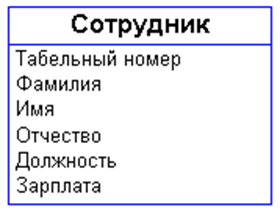 Сотрудник
Табельный номер
Фамилия
Имя
Отчество
Должность
Зарплата